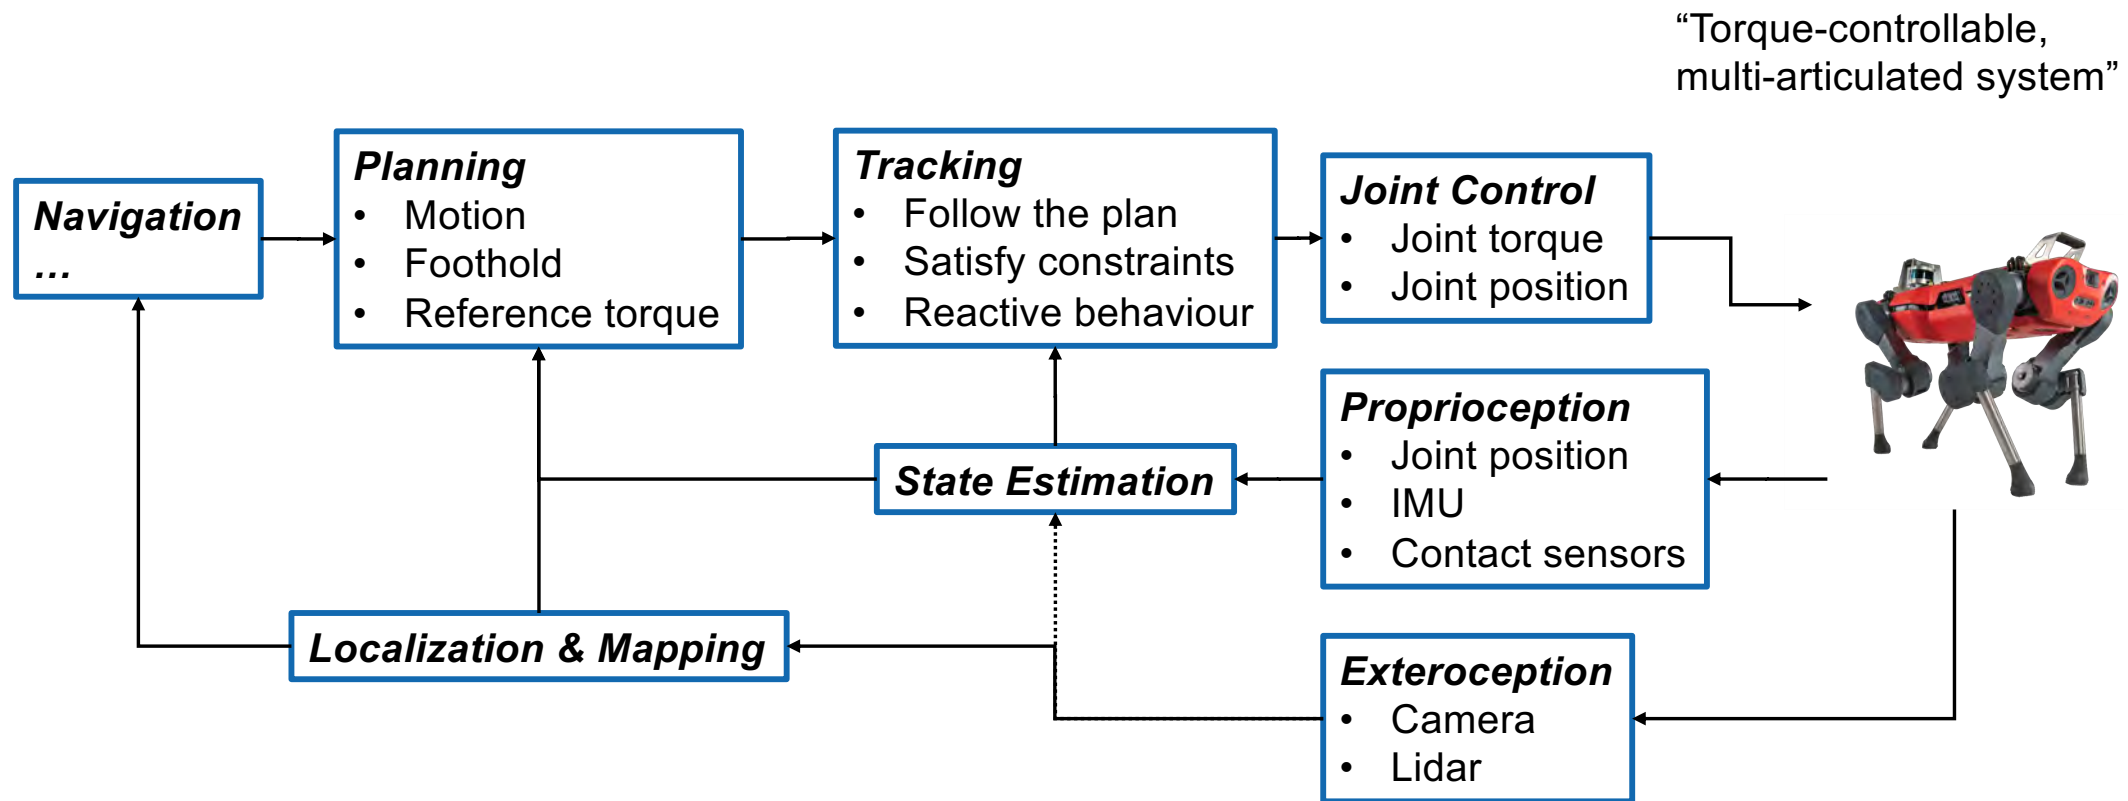 “Torque-controllable,
multi-articulated system”
Navigation
...
Planning
• Motion
• Foothold
• Reference torque
Tracking
• Follow the plan
• Satisfy constraints
• Reactive behaviour
Joint Control
• Joint torque
• Joint position
Proprioception
• Joint position
• IMU
• Contact sensors
State Estimation
Localization & Mapping
Exteroception
• Camera
• Lidar